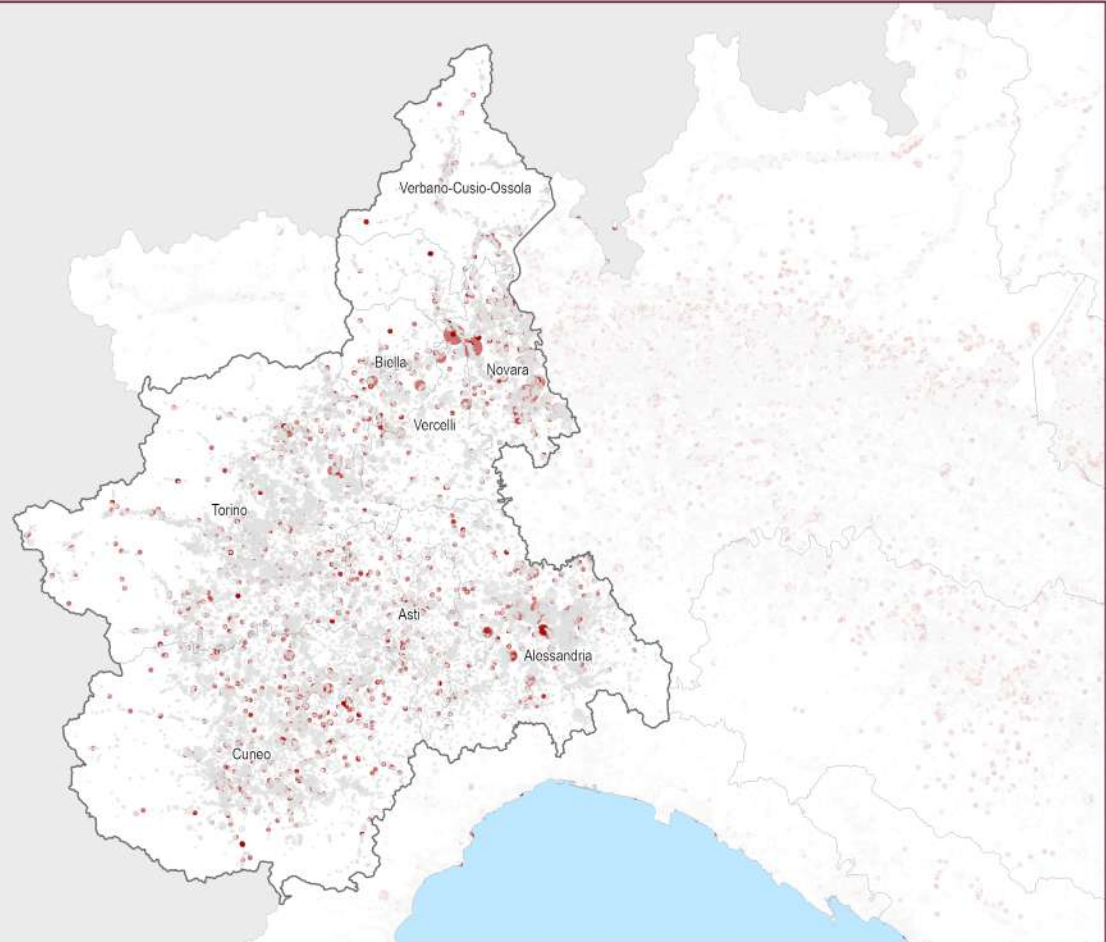 Verbano-Cusio-Ossola
Biella
Novara
Vercelli
Torino
Asti
Alessandria
Cuneo